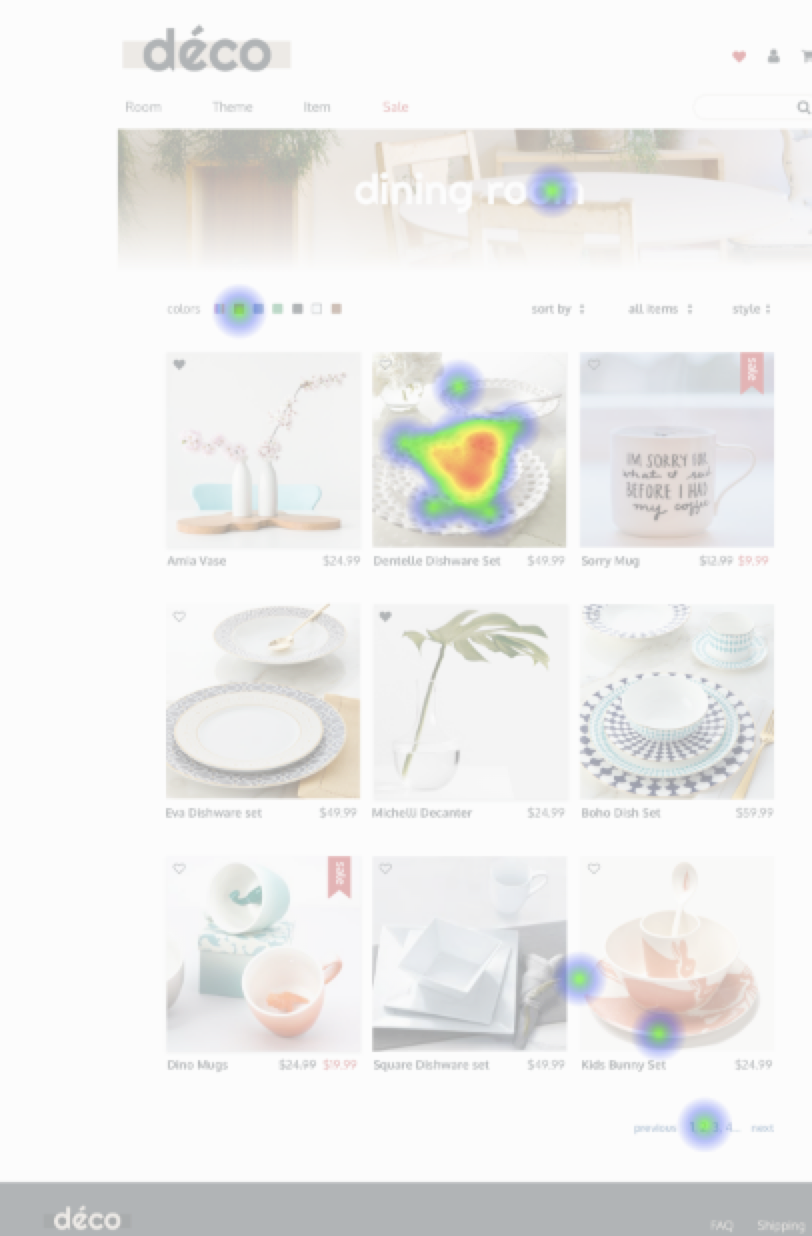 déco
Room Theme Item Sale
dining room
colors sort by all items style
sale
IM SORRY FOR
what I said
BEFORE I HAD
my coffee
Amia Vase $24.99 Dentelle Dishware Set $49.99 Sorry Mug $12.99 $9.99
Eva Dishware set $49.99 Michelli Decanter $24.99 Boho Dish Set $59.99
sale
Dino Mugs $24.99 $19.99 Square Dishware set $49.99 Kids Bunny Set $24.99
previous 1, 2, 3, 4... next
déco
FAQ Shipping